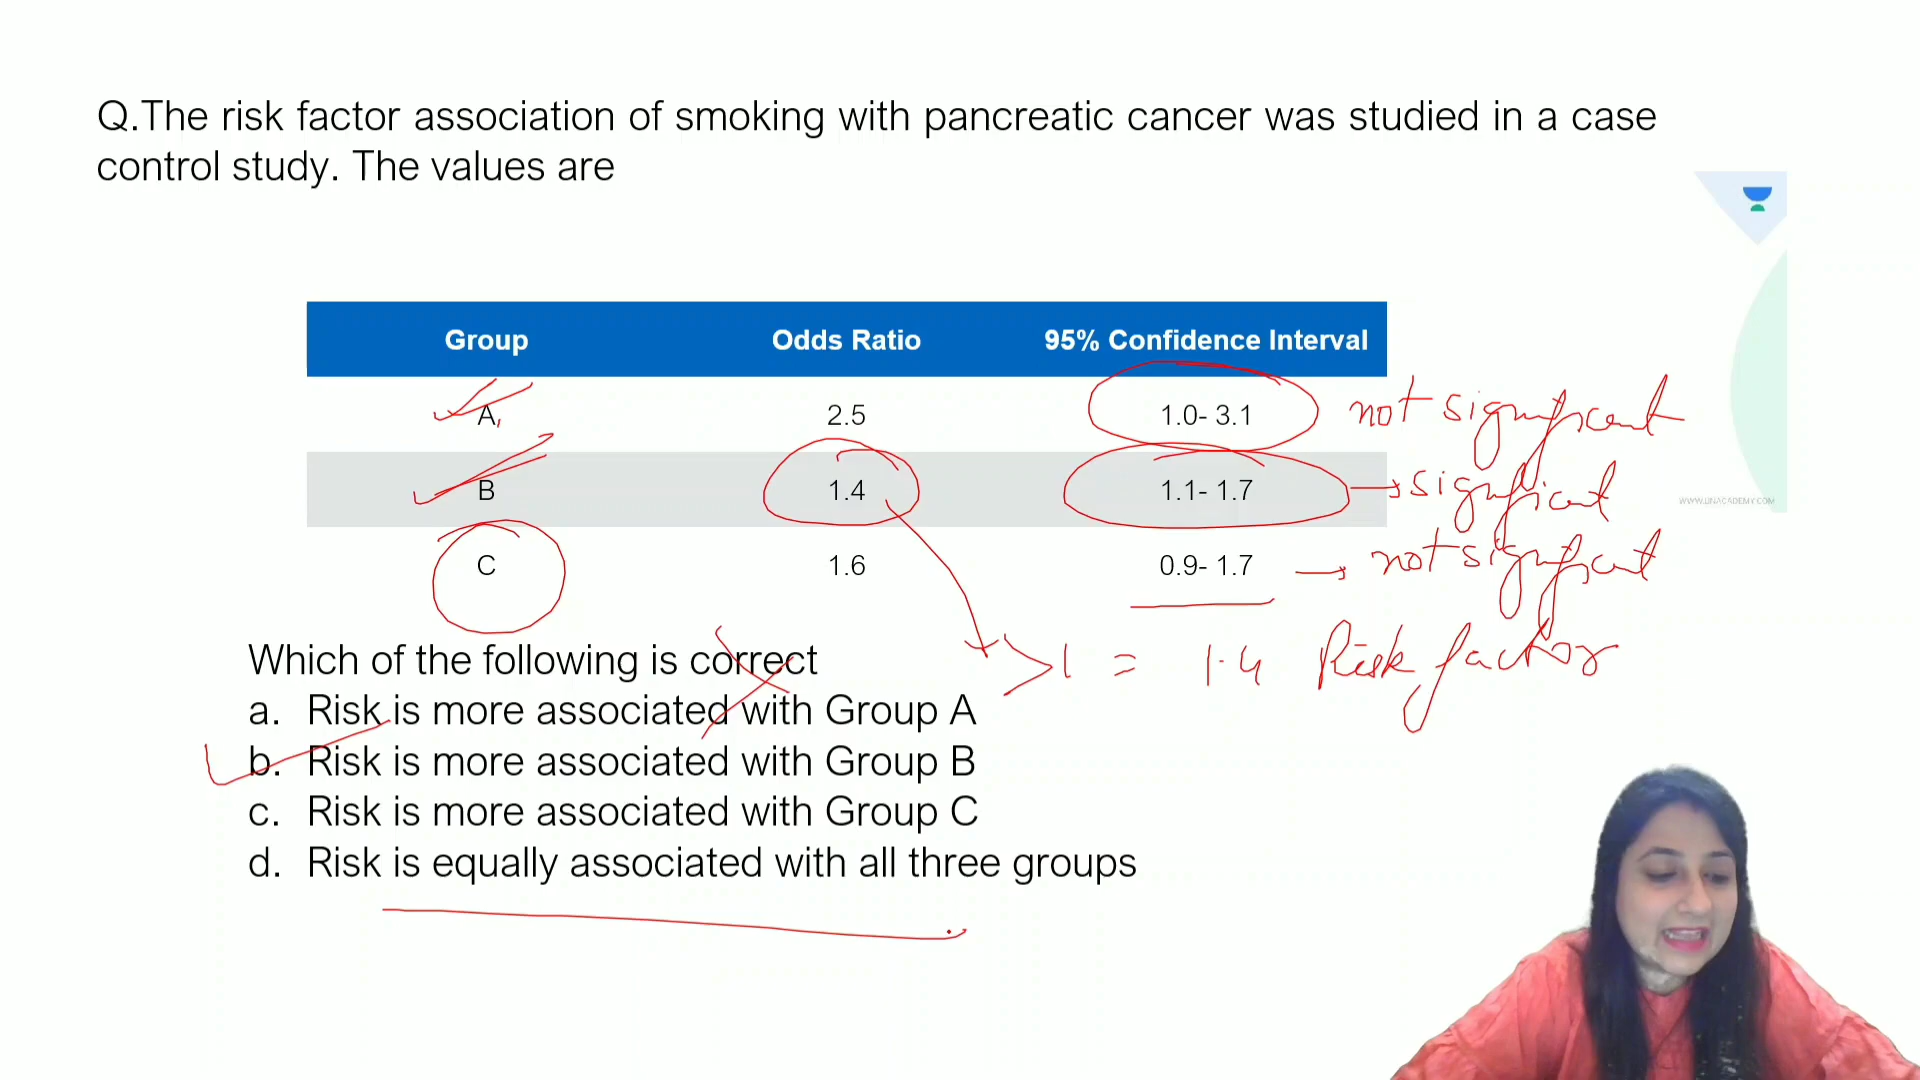 Q.The risk factor association of smoking with pancreatic cancer was studied in a case
control study. The values are
Group Odds Ratio 95% Confidence Interval
A, 2.5 1.0- 3.1 not significant
B 1.4 1.1- 1.7 significant
WWW.UNACADEMY.COM
C 1.6 0.9- 1.7 not significant
Which of the following is correct
>1 = 1.4 Risk factor
a. Risk is more associated with Group A
b. Risk is more associated with Group B
c. Risk is more associated with Group C
d. Risk is equally associated with all three groups